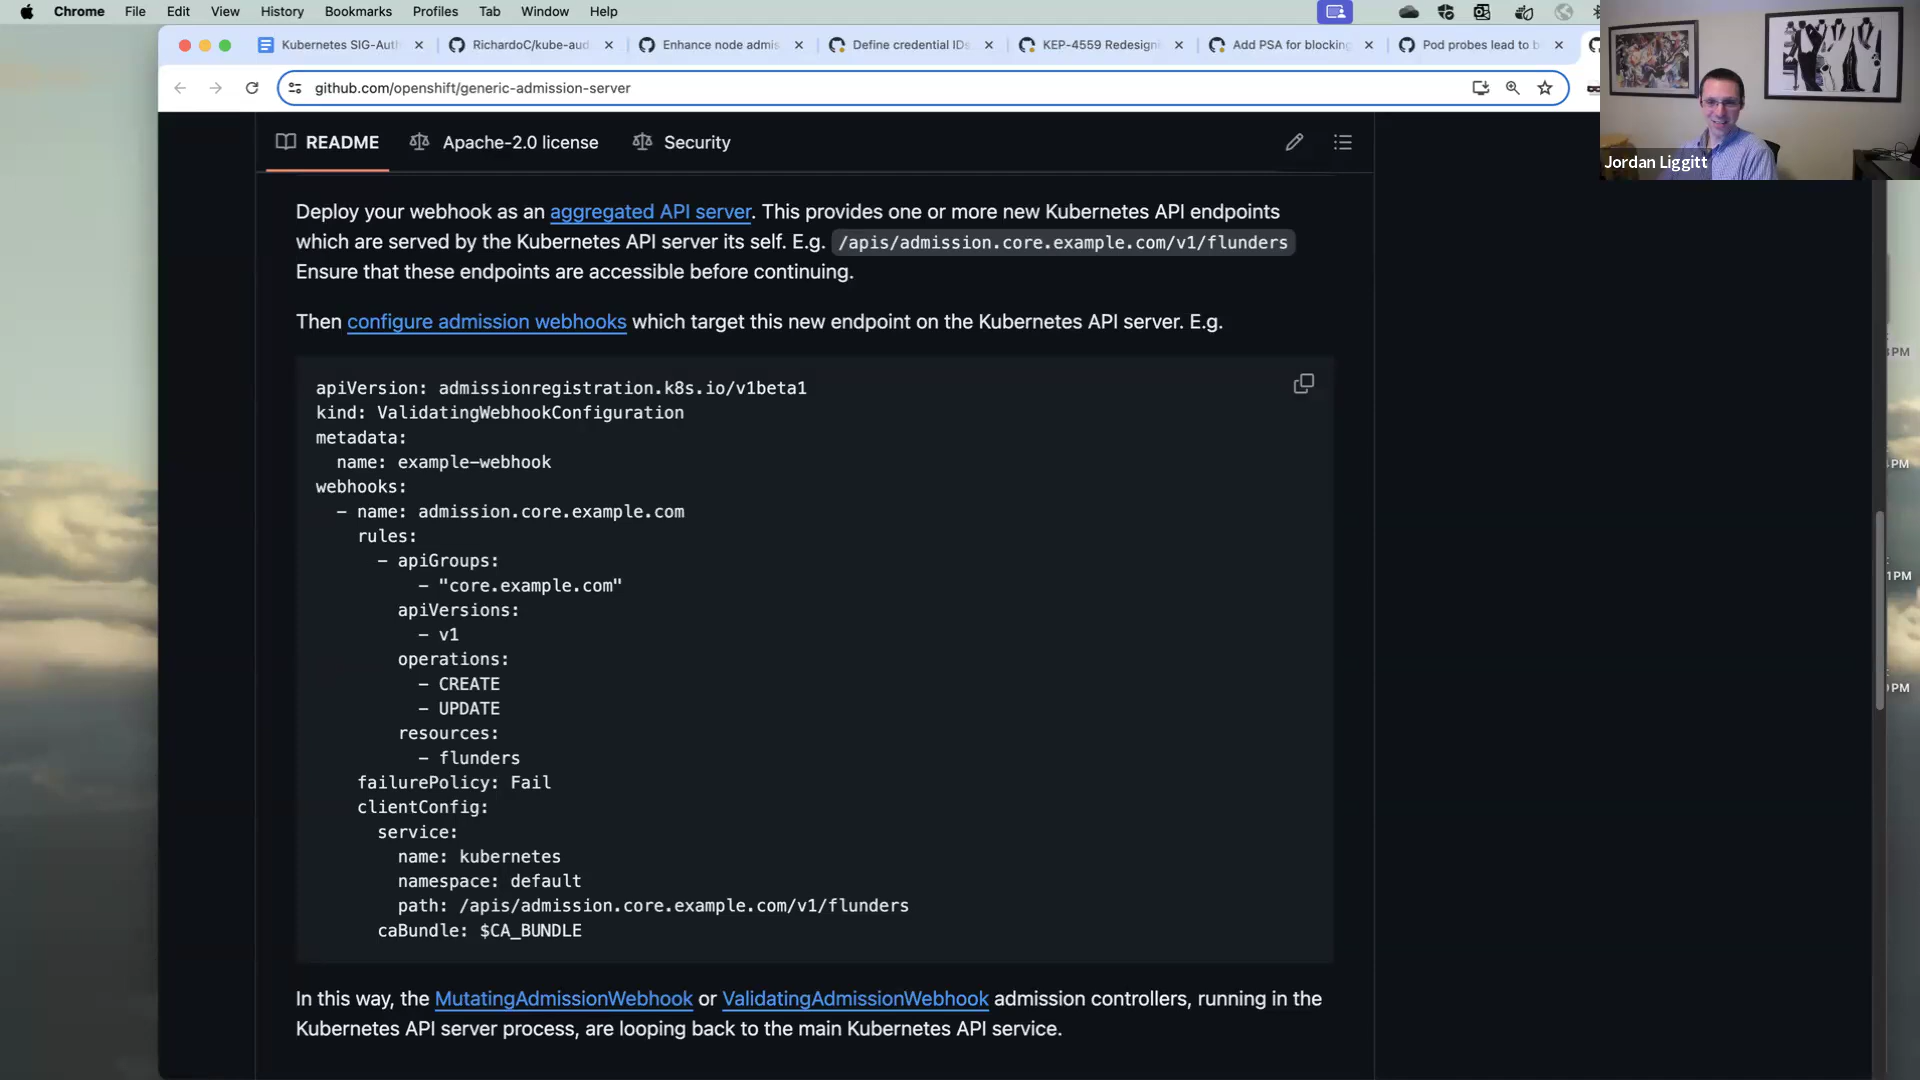 Chrome File Edit View History Bookmarks Profiles Tab Window Help
Kubernetes SIG-Auth
RichardoC/kube-aud
Enhance node admis
Define credential IDs
KEP-4559 Redesigni
Add PSA for blocking
Pod probes lead to b
github.com/openshift/generic-admission-server
Jordan Liggitt
README Apache-2.0 license Security
Deploy your webhook as an aggregated API server. This provides one or more new Kubernetes API endpoints
which are served by the Kubernetes API server its self. E.g. /apis/admission.core.example.com/v1/flunders
Ensure that these endpoints are accessible before continuing.
Then configure admission webhooks which target this new endpoint on the Kubernetes API server. E.g.
apiVersion: admissionregistration.k8s.io/v1beta1
kind: ValidatingWebhookConfiguration
metadata:
name: example-webhook
webhooks:
- name: admission.core.example.com
rules:
- apiGroups:
- "core.example.com"
apiVersions:
- v1
operations:
- CREATE
- UPDATE
resources:
- flunders
failurePolicy: Fail
clientConfig:
service:
name: kubernetes
namespace: default
path: /apis/admission.core.example.com/v1/flunders
caBundle: $CA_BUNDLE
In this way, the MutatingAdmissionWebhook or ValidatingAdmissionWebhook admission controllers, running in the
Kubernetes API server process, are looping back to the main Kubernetes API service.
PM
PM
1PM
PM